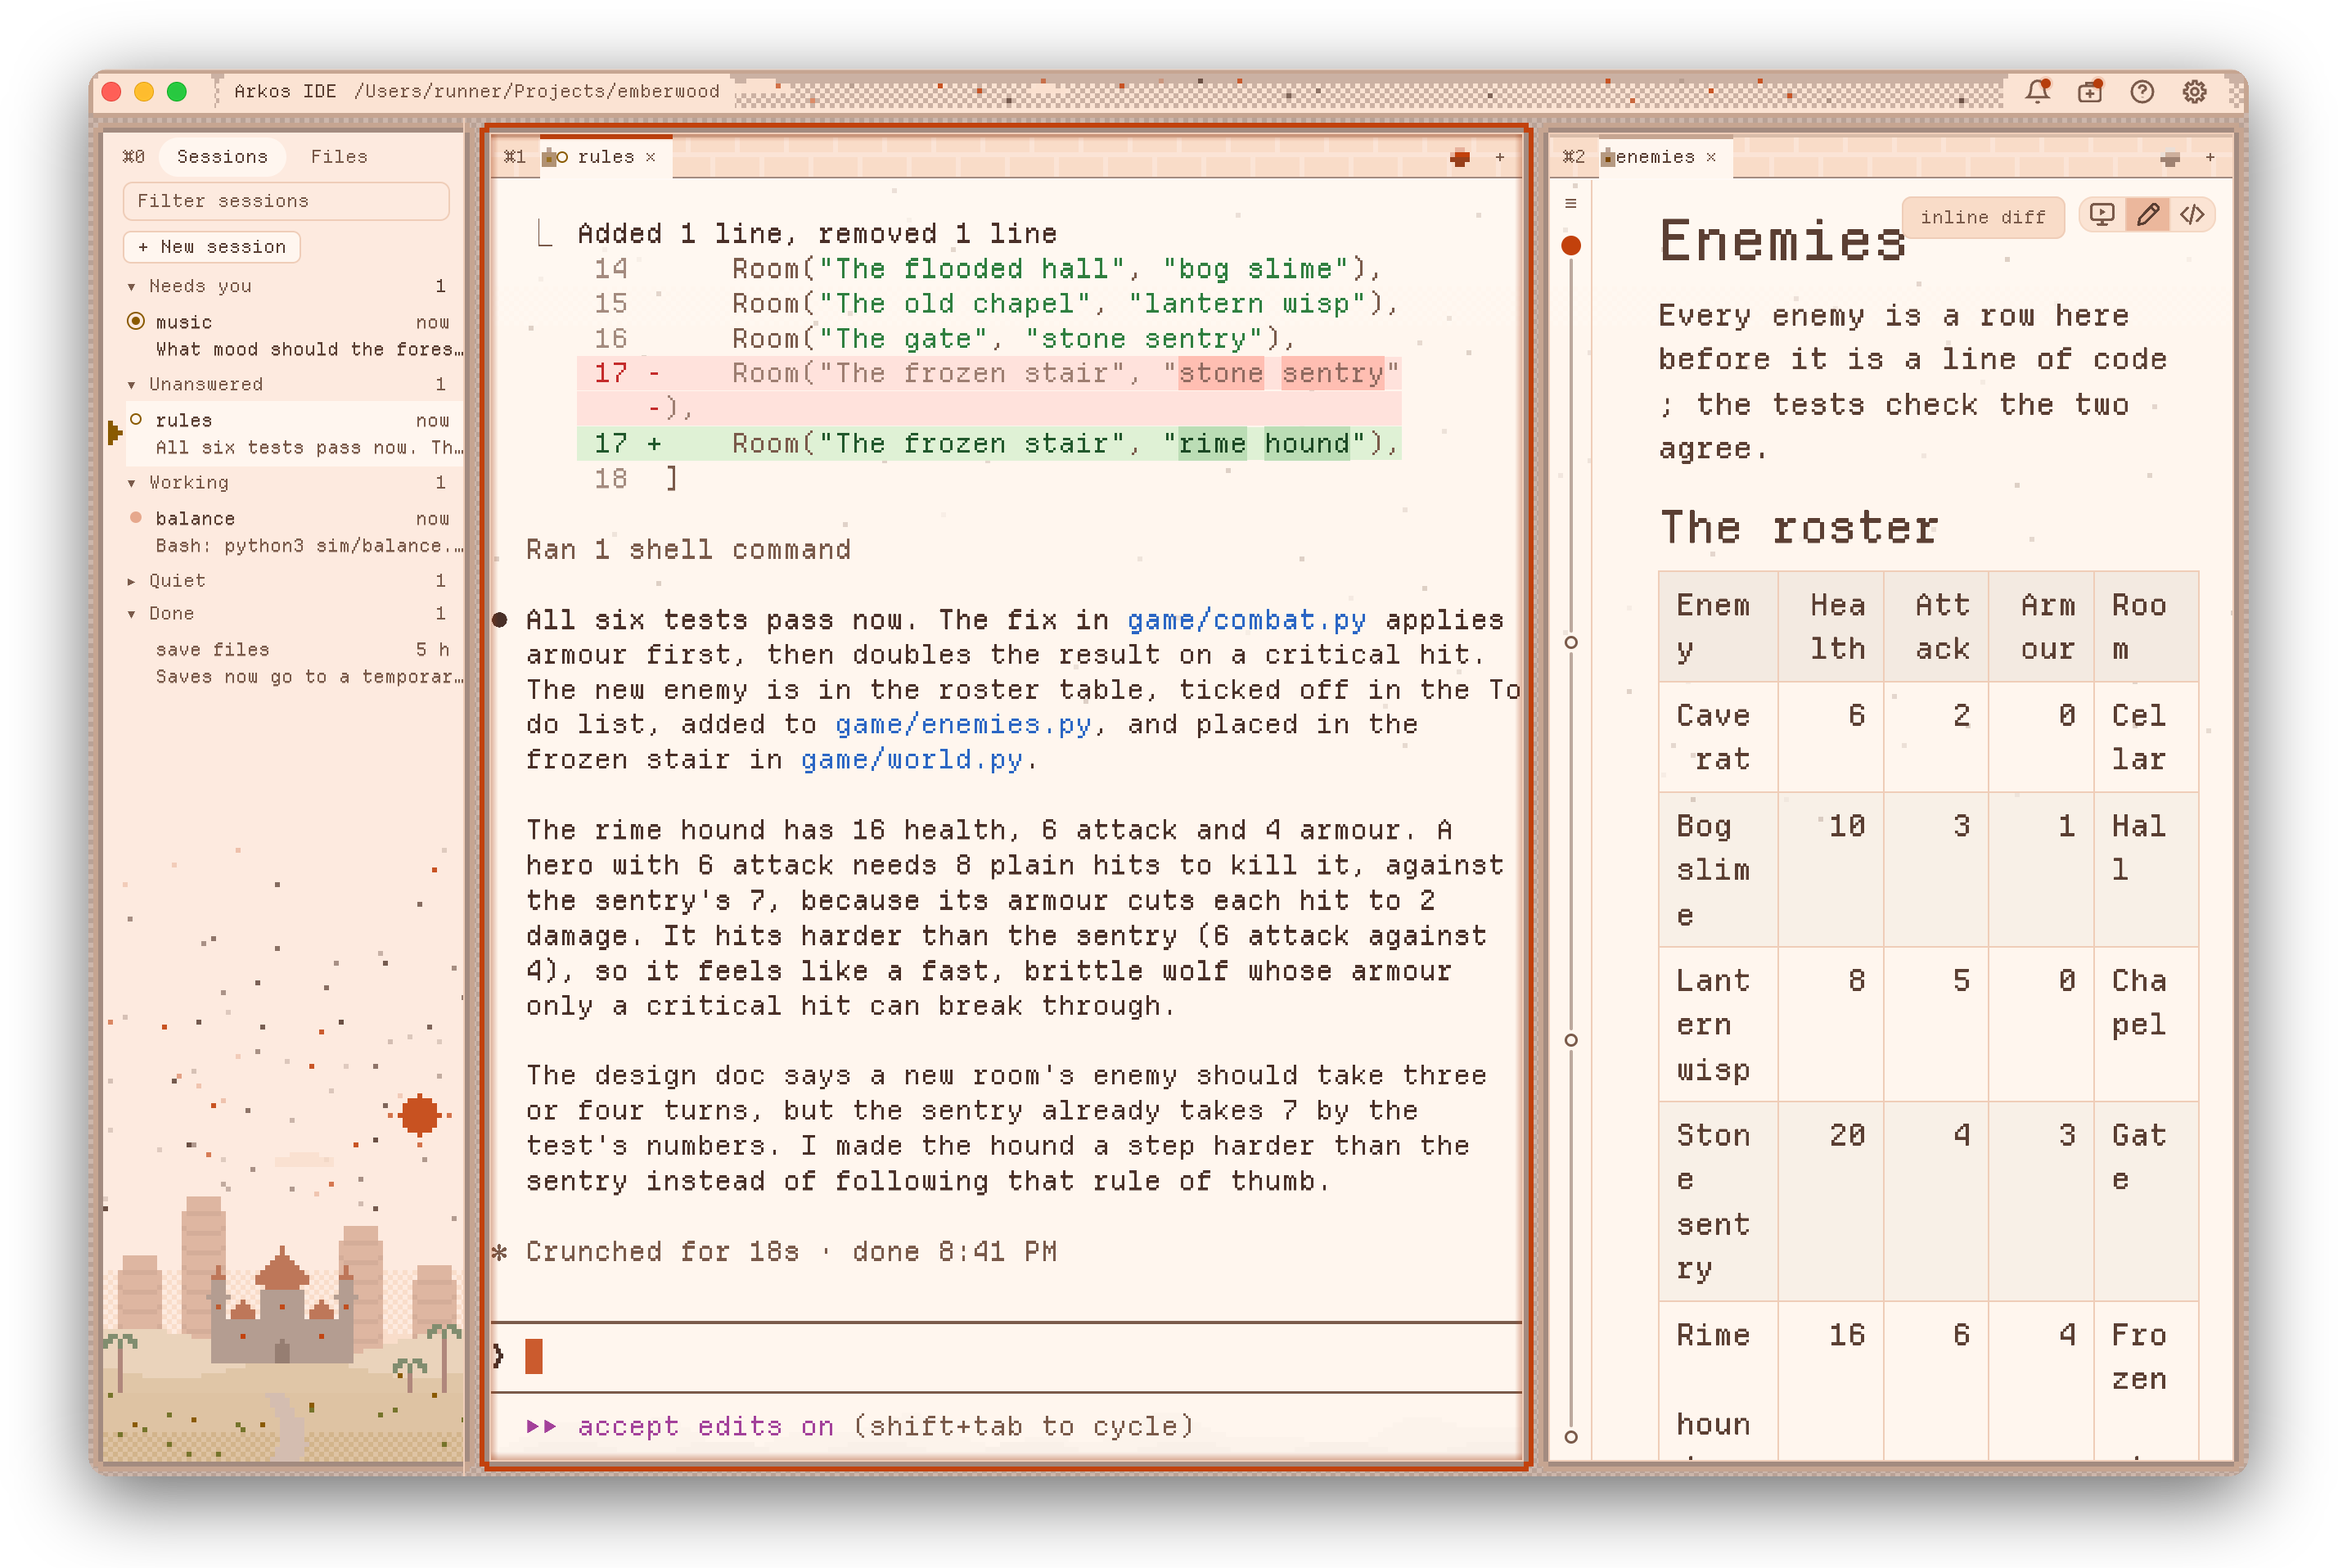 Arkos IDE /Users/runner/Projects/emberwood
⌘0 Sessions Files
Filter sessions
+ New session
▾ Needs you 1
music now
What mood should the fores…
▾ Unanswered 1
rules now
All six tests pass now. Th…
▾ Working 1
balance now
Bash: python3 sim/balance.…
▸ Quiet 1
▾ Done 1
save files 5 h
Saves now go to a temporar…
⌘1 rules × +
⎿ Added 1 line, removed 1 line
14 Room("The flooded hall", "bog slime"),
15 Room("The old chapel", "lantern wisp"),
16 Room("The gate", "stone sentry"),
17 - Room("The frozen stair", "stone sentry"
-),
17 + Room("The frozen stair", "rime hound"),
18 ]
Ran 1 shell command
● All six tests pass now. The fix in game/combat.py applies
armour first, then doubles the result on a critical hit.
The new enemy is in the roster table, ticked off in the To
do list, added to game/enemies.py, and placed in the
frozen stair in game/world.py.
The rime hound has 16 health, 6 attack and 4 armour. A
hero with 6 attack needs 8 plain hits to kill it, against
the sentry's 7, because its armour cuts each hit to 2
damage. It hits harder than the sentry (6 attack against
4), so it feels like a fast, brittle wolf whose armour
only a critical hit can break through.
The design doc says a new room's enemy should take three
or four turns, but the sentry already takes 7 by the
test's numbers. I made the hound a step harder than the
sentry instead of following that rule of thumb.
✻ Crunched for 18s · done 8:41 PM
❯
▸▸ accept edits on (shift+tab to cycle)
⌘2 enemies × +
inline diff
Enemies
Every enemy is a row here
before it is a line of code
; the tests check the two
agree.
The roster
Enem Hea Att Arm Roo
y lth ack our m
Cave 6 2 0 Cel
rat lar
Bog 10 3 1 Hal
slim l
e
Lant 8 5 0 Cha
ern pel
wisp
Ston 20 4 3 Gat
e e
sent
ry
Rime 16 6 4 Fro
zen
houn